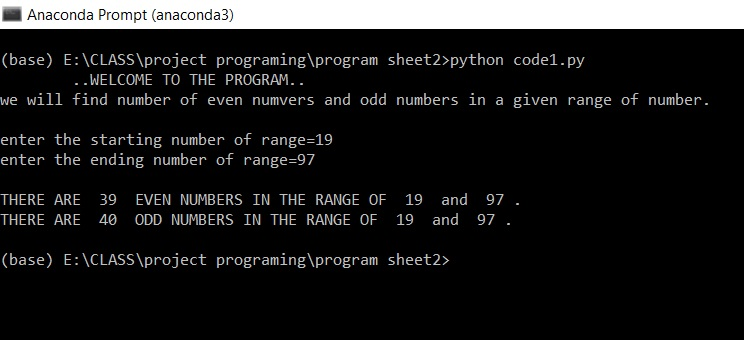 Anaconda Prompt (anaconda3)
(base) E:\CLASS\project programing\program sheet2>python code1.py
..WELCOME TO THE PROGRAM..
we will find number of even numvers and odd numbers in a given range of number.
enter the starting number of range=19
enter the ending number of range=97
THERE ARE  39  EVEN NUMBERS IN THE RANGE OF  19  and  97 .
THERE ARE  40  ODD NUMBERS IN THE RANGE OF  19  and  97 .
(base) E:\CLASS\project programing\program sheet2>